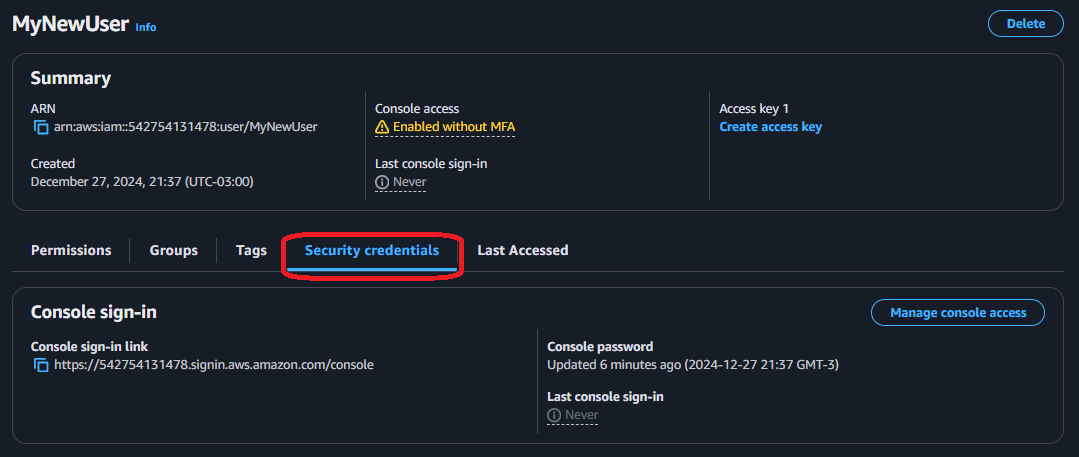 MyNewUser Info
Delete
Summary
ARN
arn:aws:iam::542754131478:user/MyNewUser
Created
December 27, 2024, 21:37 (UTC-03:00)
Console access
Enabled without MFA
Last console sign-in
Never
Access key 1
Create access key
Permissions
Groups
Tags
Security credentials
Last Accessed
Console sign-in
Manage console access
Console sign-in link
https://542754131478.signin.aws.amazon.com/console
Console password
Updated 6 minutes ago (2024-12-27 21:37 GMT-3)
Last console sign-in
Never